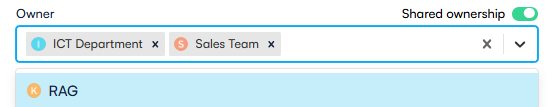 Owner Shared ownership
I ICT Department x S Sales Team x
K RAG